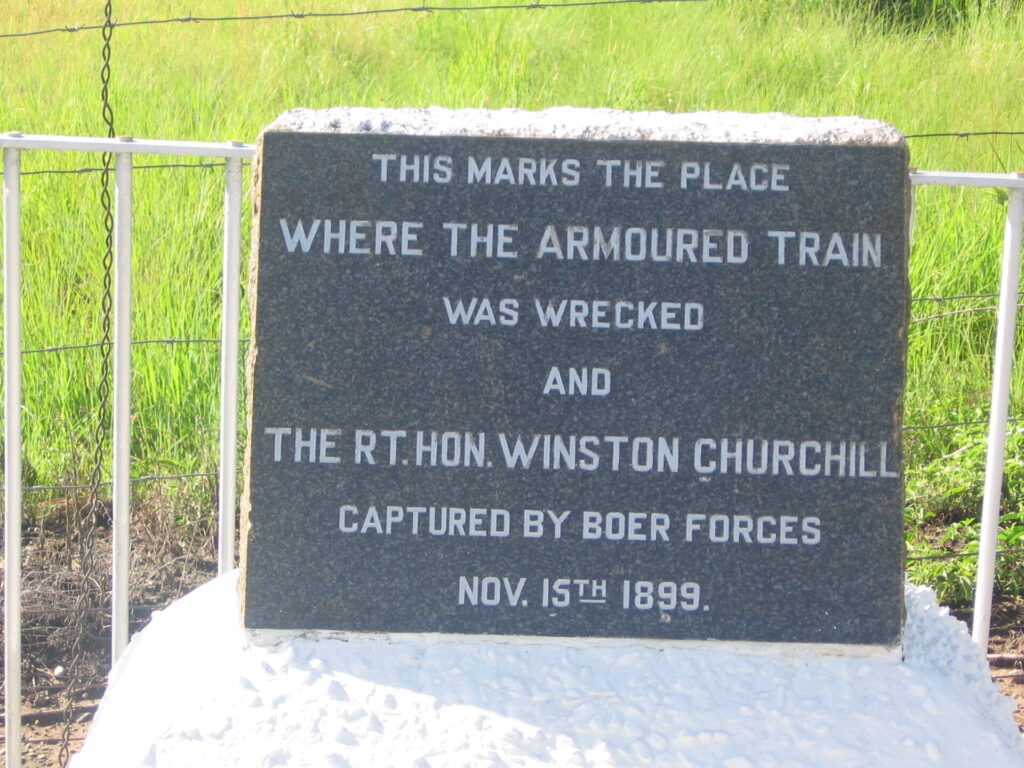 THIS MARKS THE PLACE
WHERE THE ARMOURED TRAIN
WAS WRECKED
AND
THE RT. HON. WINSTON CHURCHILL
CAPTURED BY BOER FORCES
NOV. 15TH 1899.